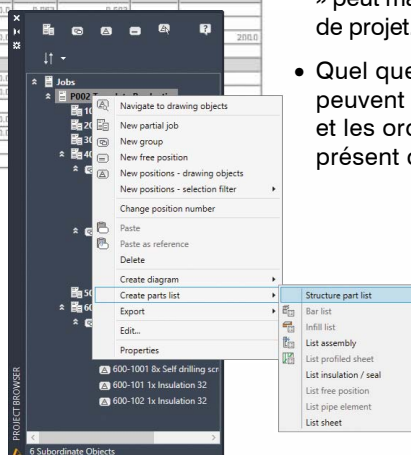 200.0
» peut ma
de projet.
• Quel que
peuvent
et les or
présent
Jobs
P002
Navigate to drawing objects
New partial job
New group
New free position
New positions - drawing objects
New positions - selection filter
Change position number
Paste
Paste as reference
Delete
Create diagram
Create parts list
Export
Edit...
Properties
Structure part list
Bar list
Infill list
List assembly
List profiled sheet
List insulation / seal
List free position
List pipe element
List sheet
600-1001 8x Self drilling scr
600-101 1x Insulation 32
600-102 1x Insulation 32
PROJECT BROWSER
6 Subordinate Objects